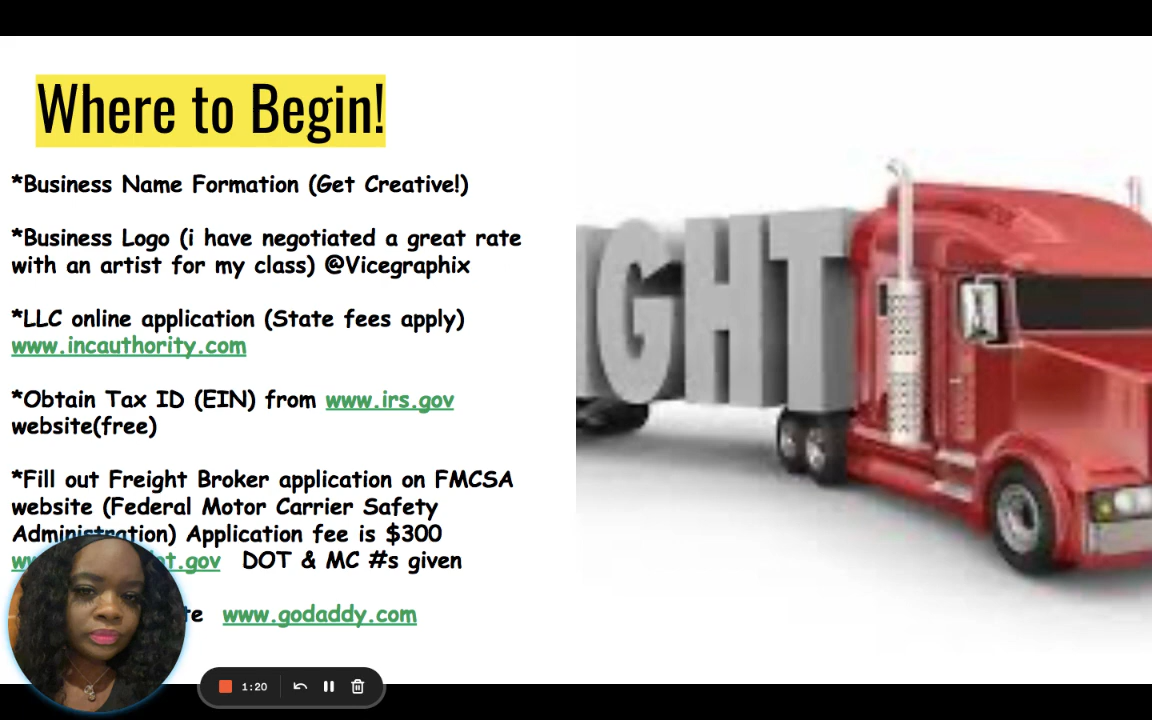 Where to Begin!
*Business Name Formation (Get Creative!)
*Business Logo (i have negotiated a great rate
with an artist for my class) @Vicegraphix
*LLC online application (State fees apply)
www.incauthority.com
*Obtain Tax ID (EIN) from www.irs.gov
website(free)
*Fill out Freight Broker application on FMCSA
website (Federal Motor Carrier Safety
Administration) Application fee is $300
DOT & MC #s given
www.godaddy.com
1:20
IGHT